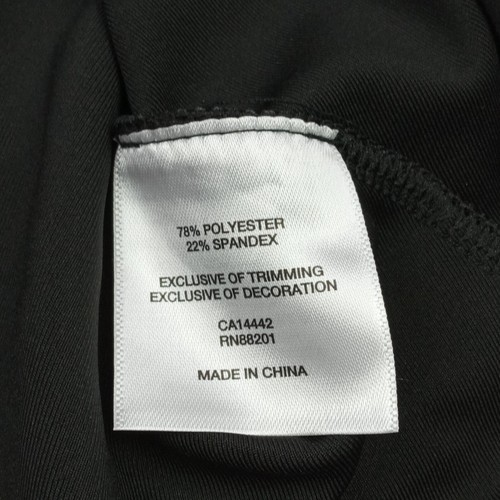 78% POLYESTER
22% SPANDEX
EXCLUSIVE OF TRIMMING
EXCLUSIVE OF DECORATION
CA14442
RN88201
MADE IN CHINA